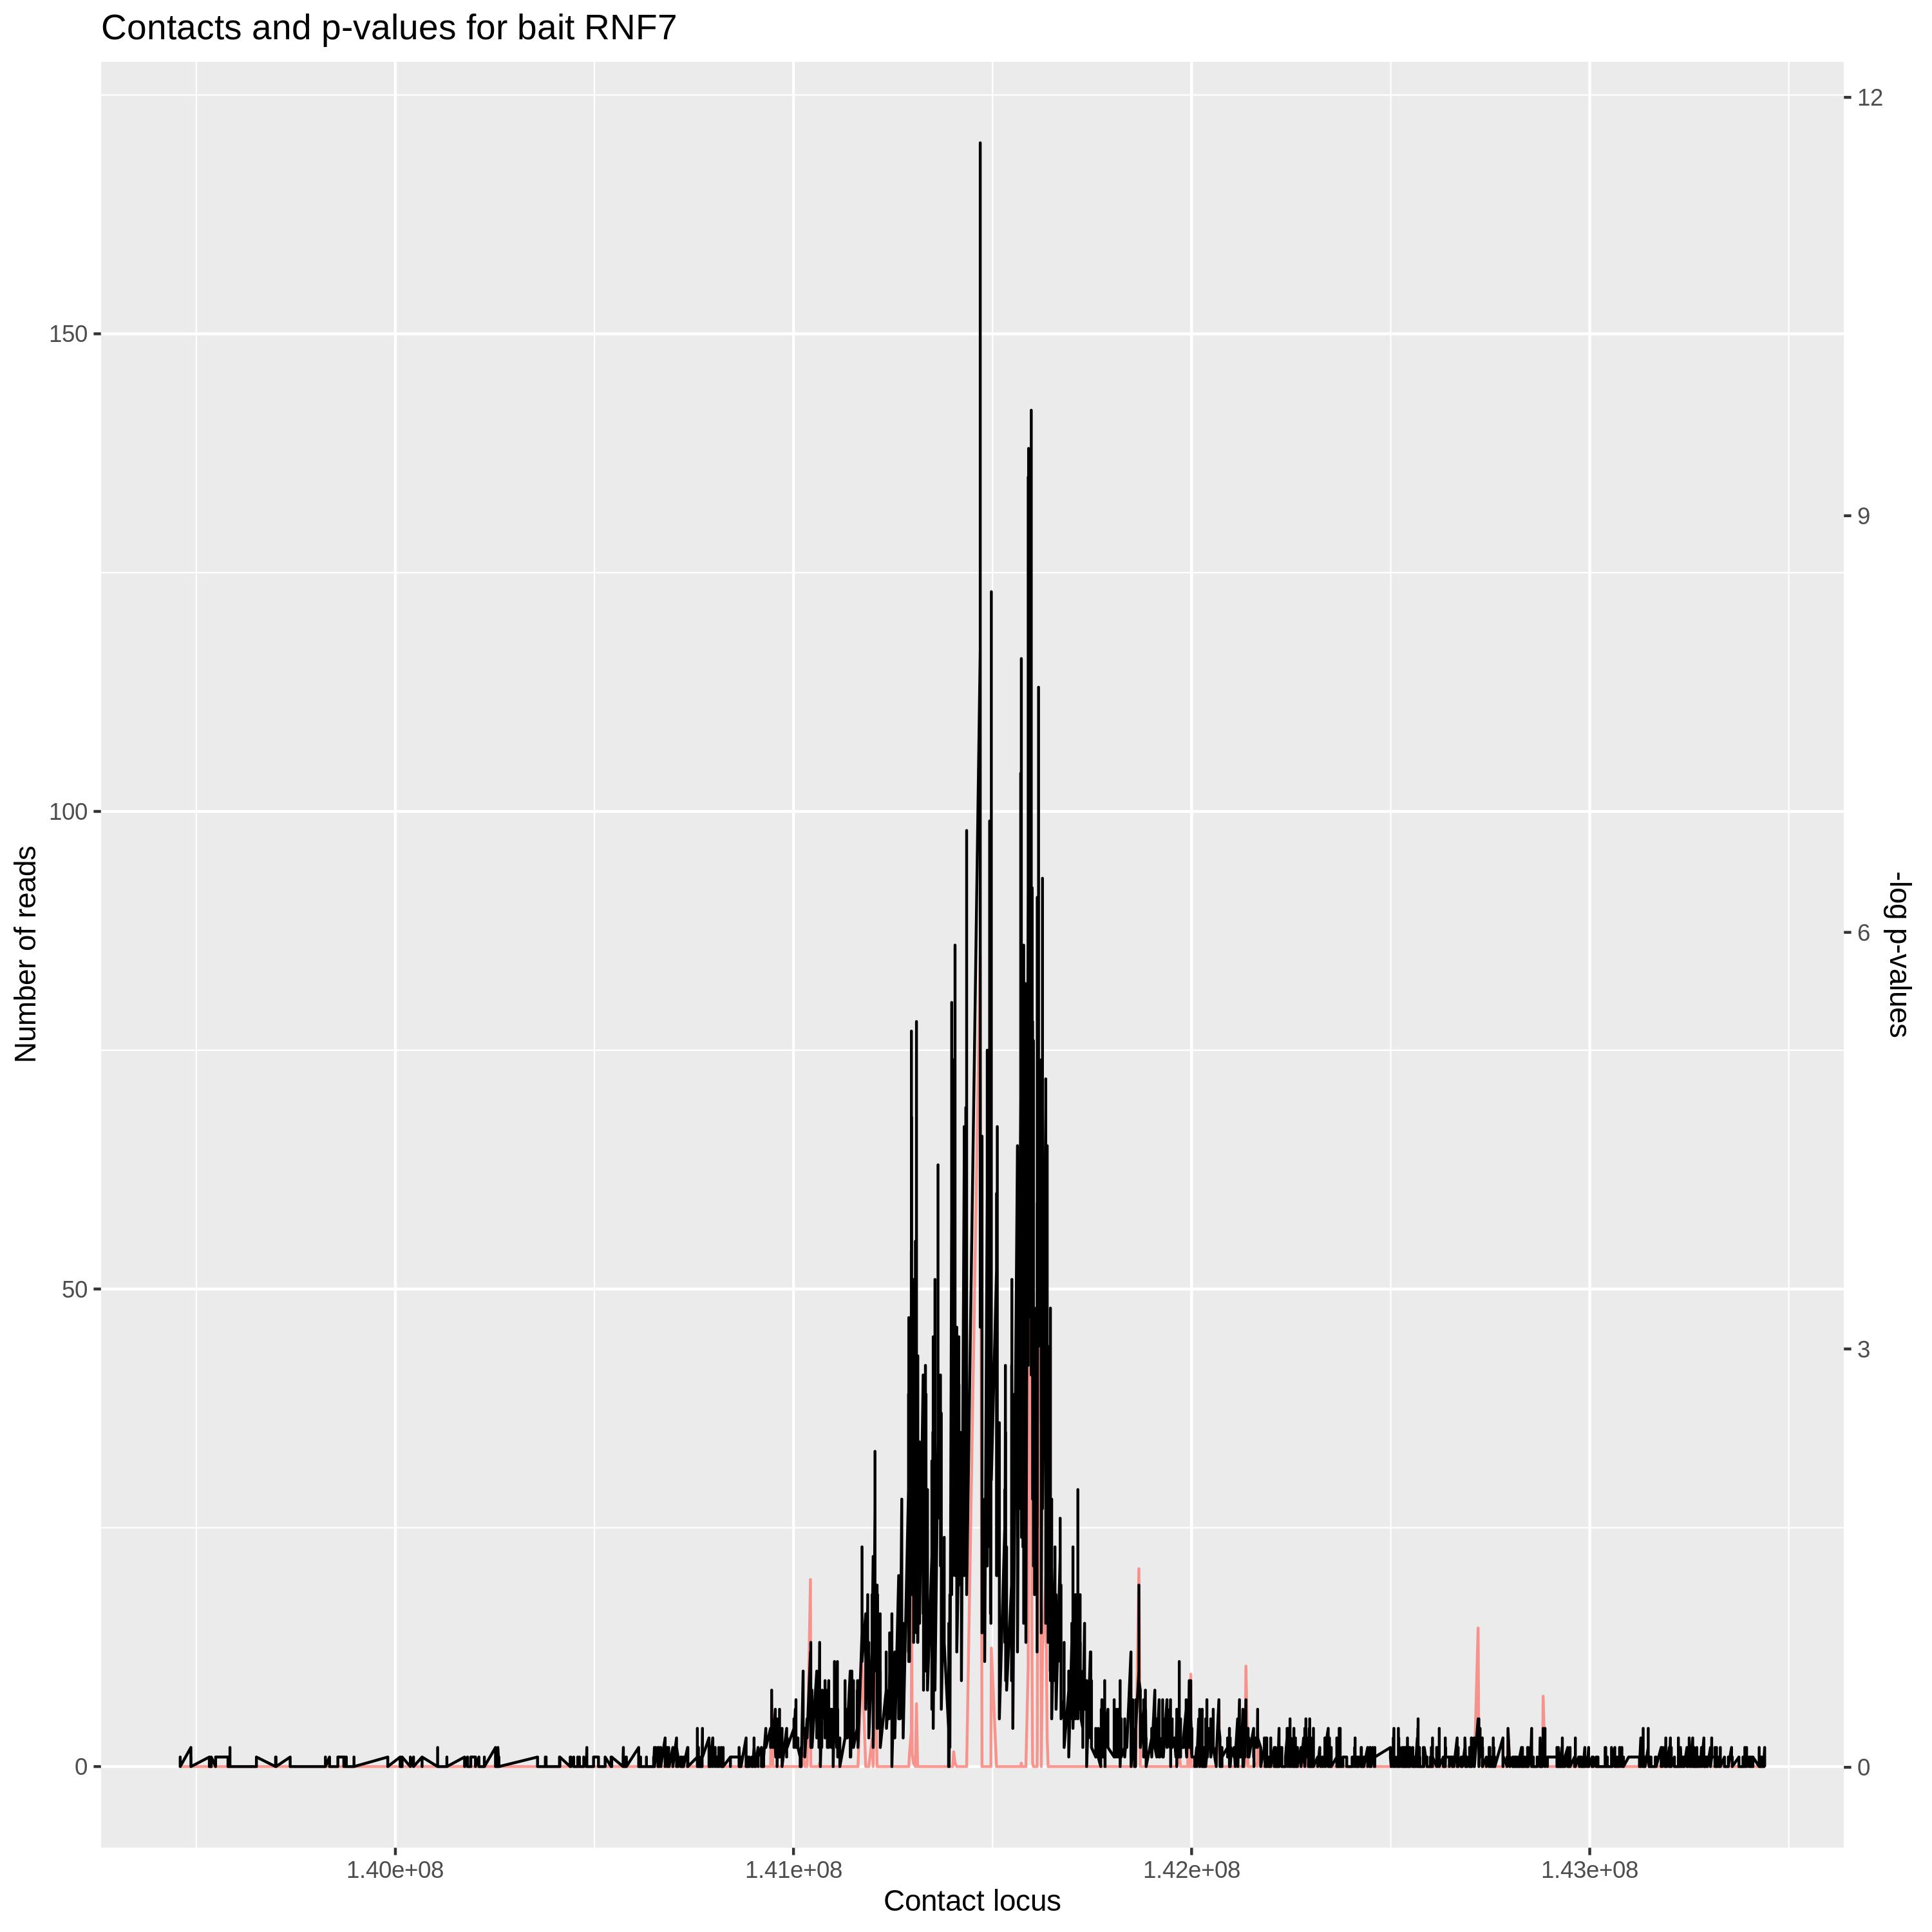 Contacts and p-values for bait RNF7
150
100
50
0
Number of reads
12
9
6
3
0
-log p-values
1.40e+08
1.41e+08
1.42e+08
1.43e+08
Contact locus